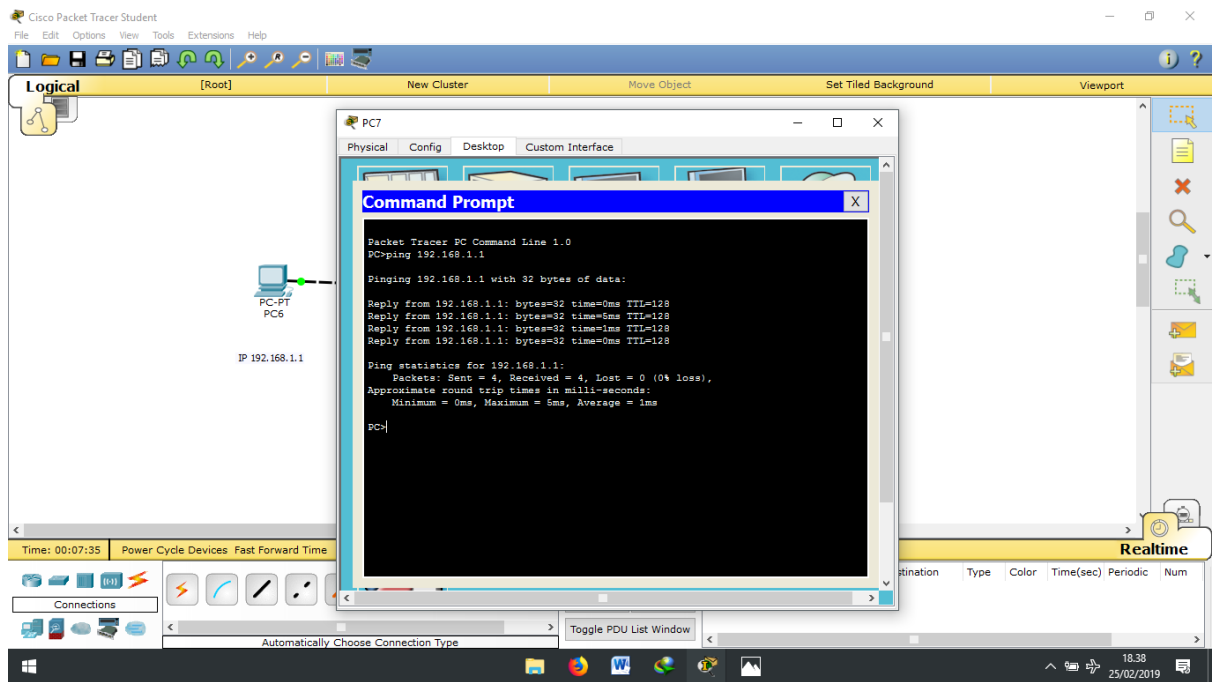 Cisco Packet Tracer Student
File Edit Options View Tools Extensions Help
Logical [Root] New Cluster Move Object Set Tiled Background Viewport
PC7
Physical Config Desktop Custom Interface
Command Prompt X
Packet Tracer PC Command Line 1.0
PC>ping 192.168.1.1
Pinging 192.168.1.1 with 32 bytes of data:
Reply from 192.168.1.1: bytes=32 time=0ms TTL=128
Reply from 192.168.1.1: bytes=32 time=5ms TTL=128
Reply from 192.168.1.1: bytes=32 time=1ms TTL=128
Reply from 192.168.1.1: bytes=32 time=0ms TTL=128
Ping statistics for 192.168.1.1:
Packets: Sent = 4, Received = 4, Lost = 0 (0% loss),
Approximate round trip times in milli-seconds:
Minimum = 0ms, Maximum = 5ms, Average = 1ms
PC>
PC-PT
PC6
IP 192.168.1.1
Time: 00:07:35 Power Cycle Devices Fast Forward Time Realtime
stination Type Color Time(sec) Periodic Num
Connections
Automatically Choose Connection Type
Toggle PDU List Window
18.38
25/02/2019